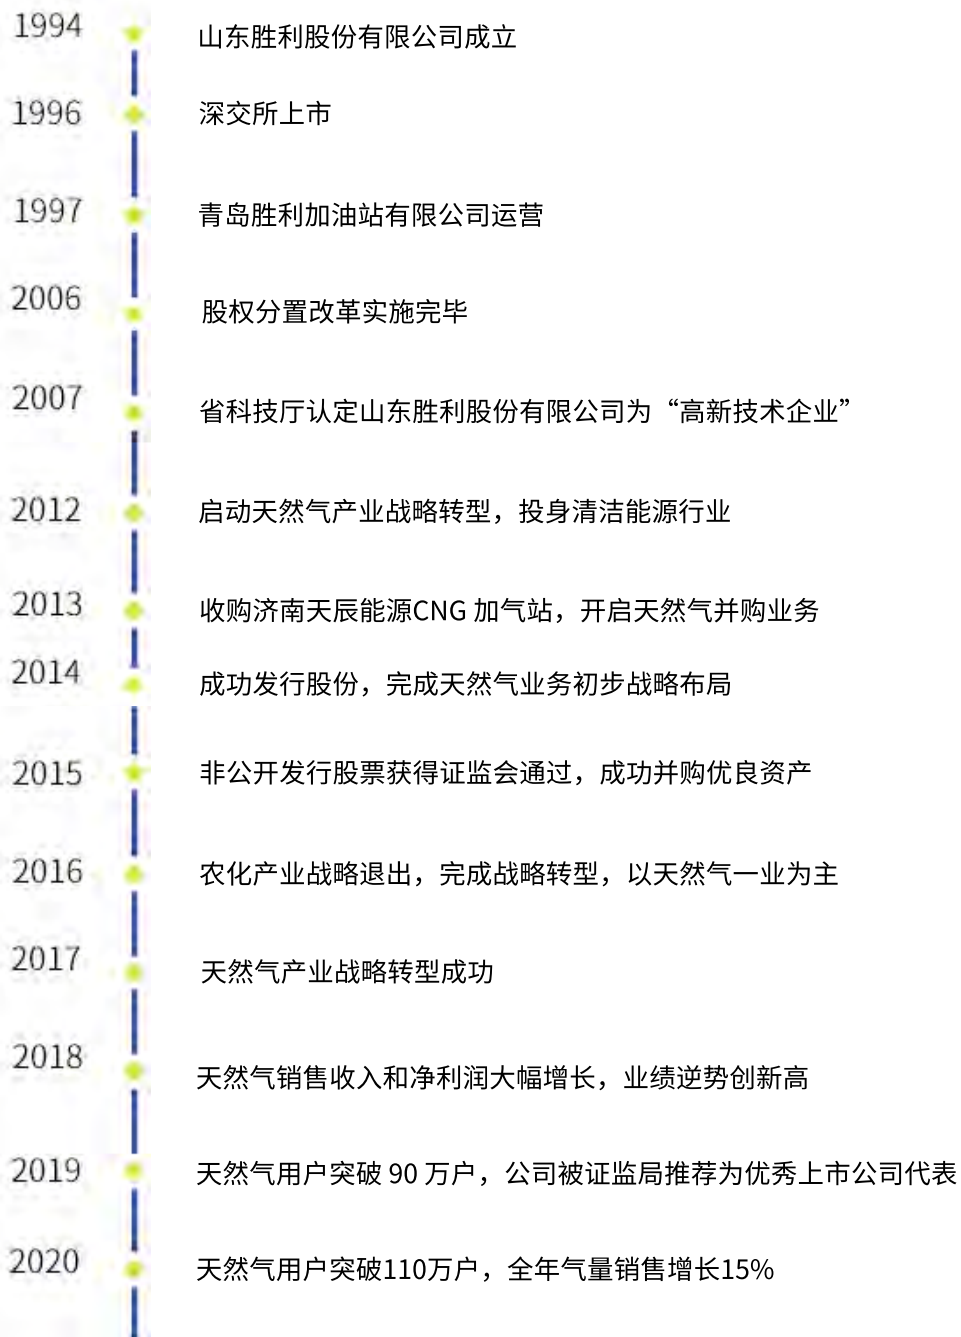 1994 山东胜利股份有限公司成立
1996 深交所上市
1997 青岛胜利加油站有限公司运营
2006 股权分置改革实施完毕
2007 省科技厅认定山东胜利股份有限公司为“高新技术企业”
2012 启动天然气产业战略转型，投身清洁能源行业
2013 收购济南天辰能源CNG 加气站，开启天然气并购业务
2014 成功发行股份，完成天然气业务初步战略布局
2015 非公开发行股票获得证监会通过，成功并购优良资产
2016 农化产业战略退出，完成战略转型，以天然气一业为主
2017 天然气产业战略转型成功
2018 天然气销售收入和净利润大幅增长，业绩逆势创新高
2019 天然气用户突破 90 万户，公司被证监局推荐为优秀上市公司代表
2020 天然气用户突破110万户，全年气量销售增长15%